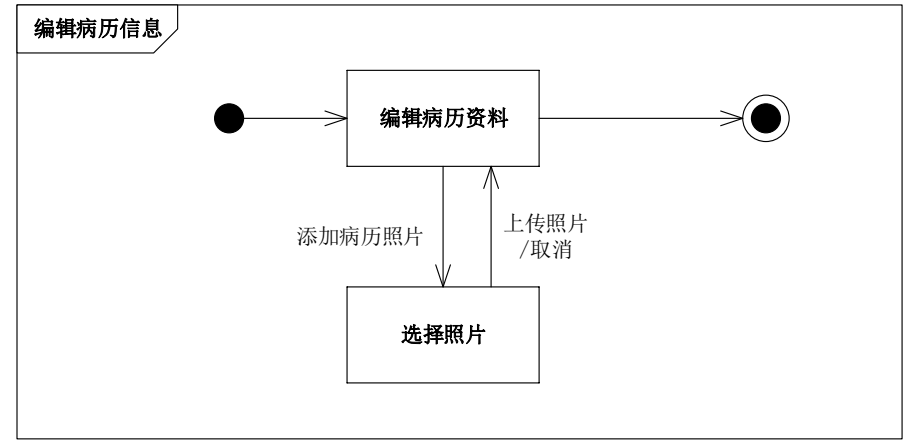 编辑病历信息
编辑病历资料
添加病历照片
上传照片
/取消
选择照片